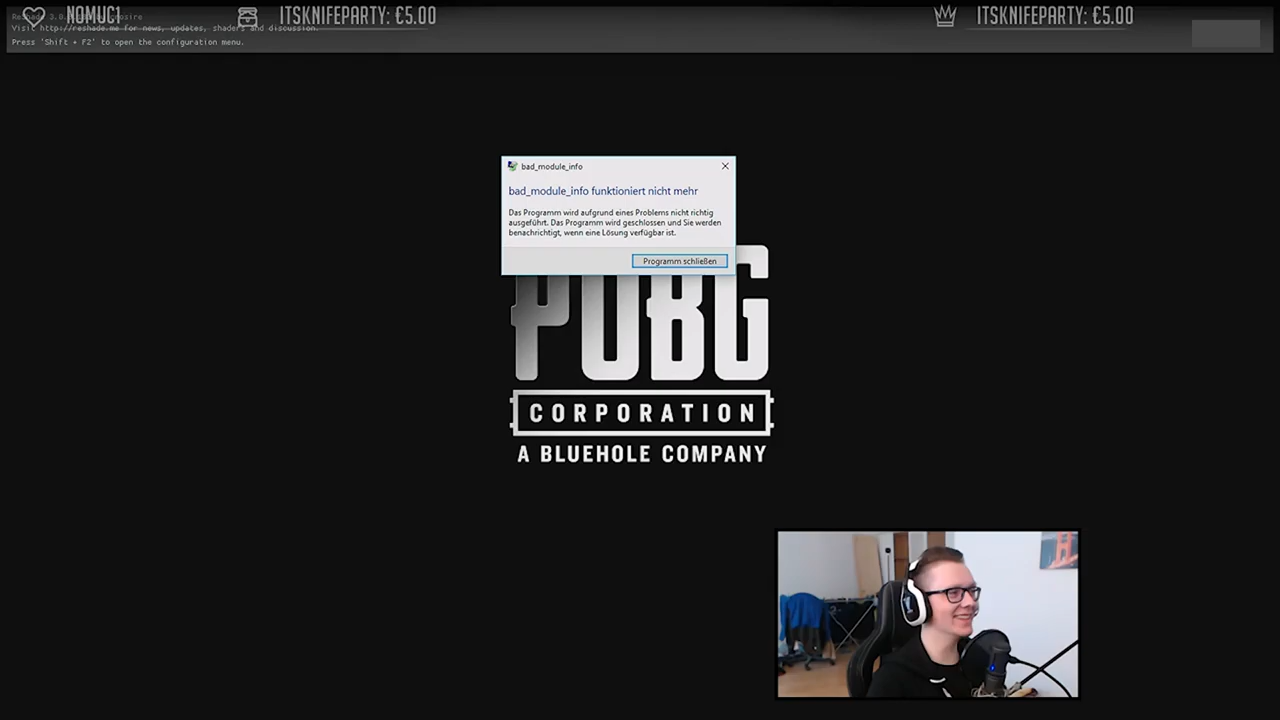 NOMUC1
ITSKNIFEPARTY: €5.00
ITSKNIFEPARTY: €5.00
Visit http://reshade.me for news, updates, shaders and discussion.
Press 'Shift + F2' to open the configuration menu.
bad_module_info
bad_module_info funktioniert nicht mehr
Das Programm wird aufgrund eines Problems nicht richtig
ausgeführt. Das Programm wird geschlossen und Sie werden
benachrichtigt, wenn eine Lösung verfügbar ist.
Programm schließen
PUBG
CORPORATION
A BLUEHOLE COMPANY